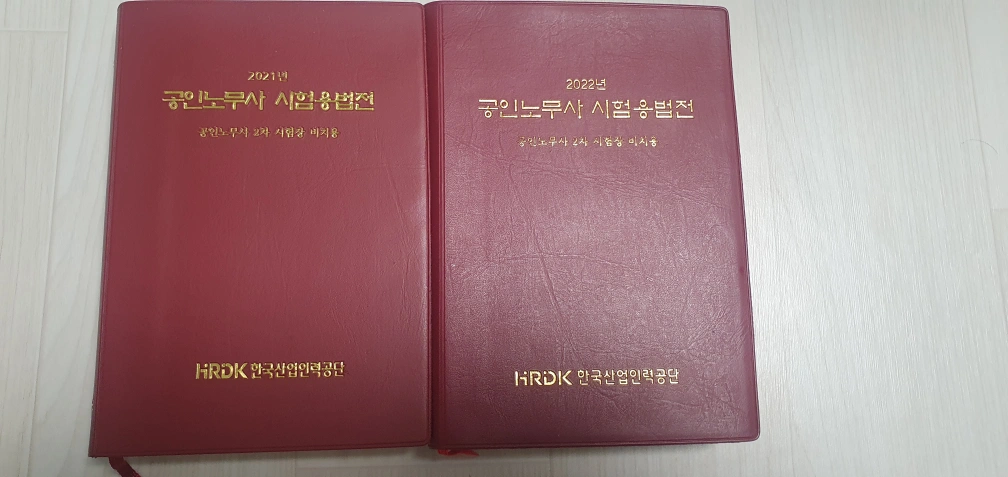 2021년
공인노무사 시험용법전
공인노무사 2차 시험장 비치용
HRDK 한국산업인력공단
2022년
공인노무사 시험용법전
공인노무사 2차 시험장 비치용
HRDK 한국산업인력공단